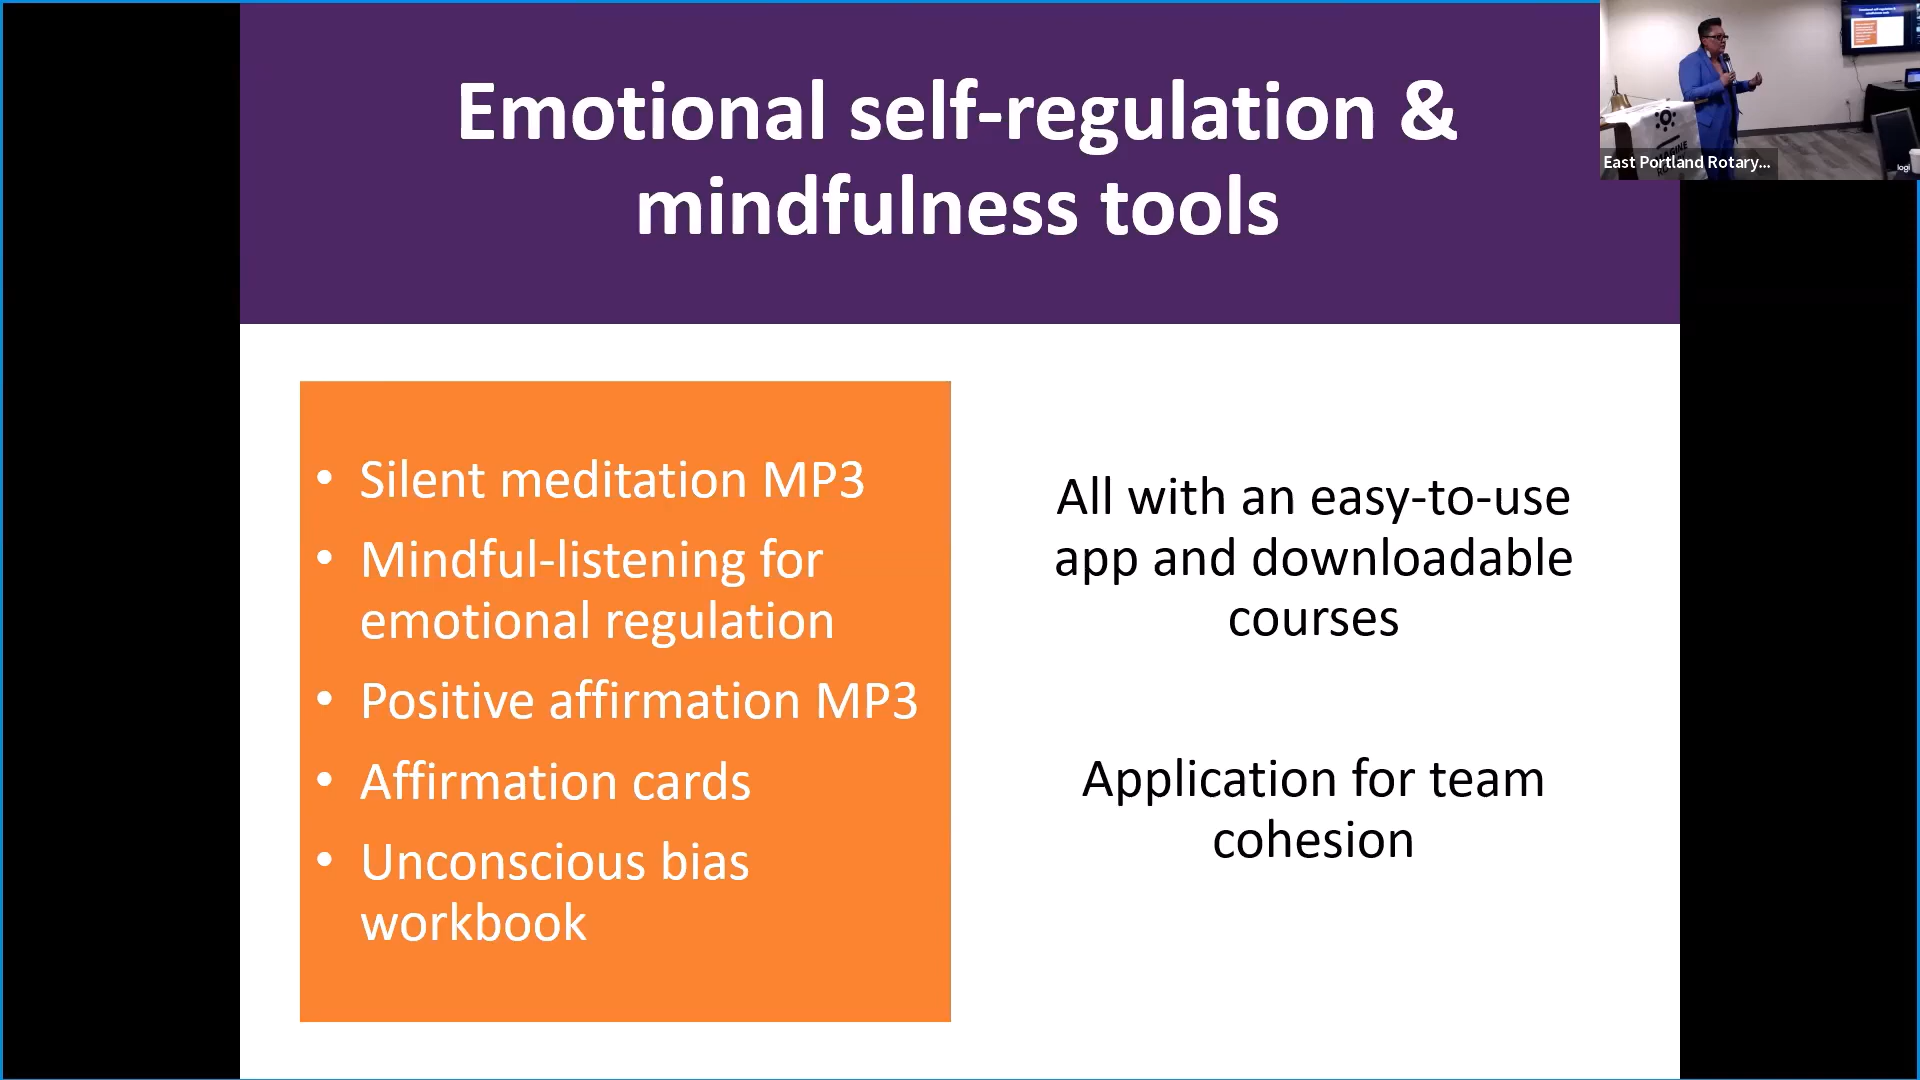 Emotional self-regulation &
mindfulness tools
• Silent meditation MP3
• Mindful-listening for
emotional regulation
• Positive affirmation MP3
• Affirmation cards
• Unconscious bias
workbook
All with an easy-to-use
app and downloadable
courses
Application for team
cohesion
East Portland Rotary...
logi